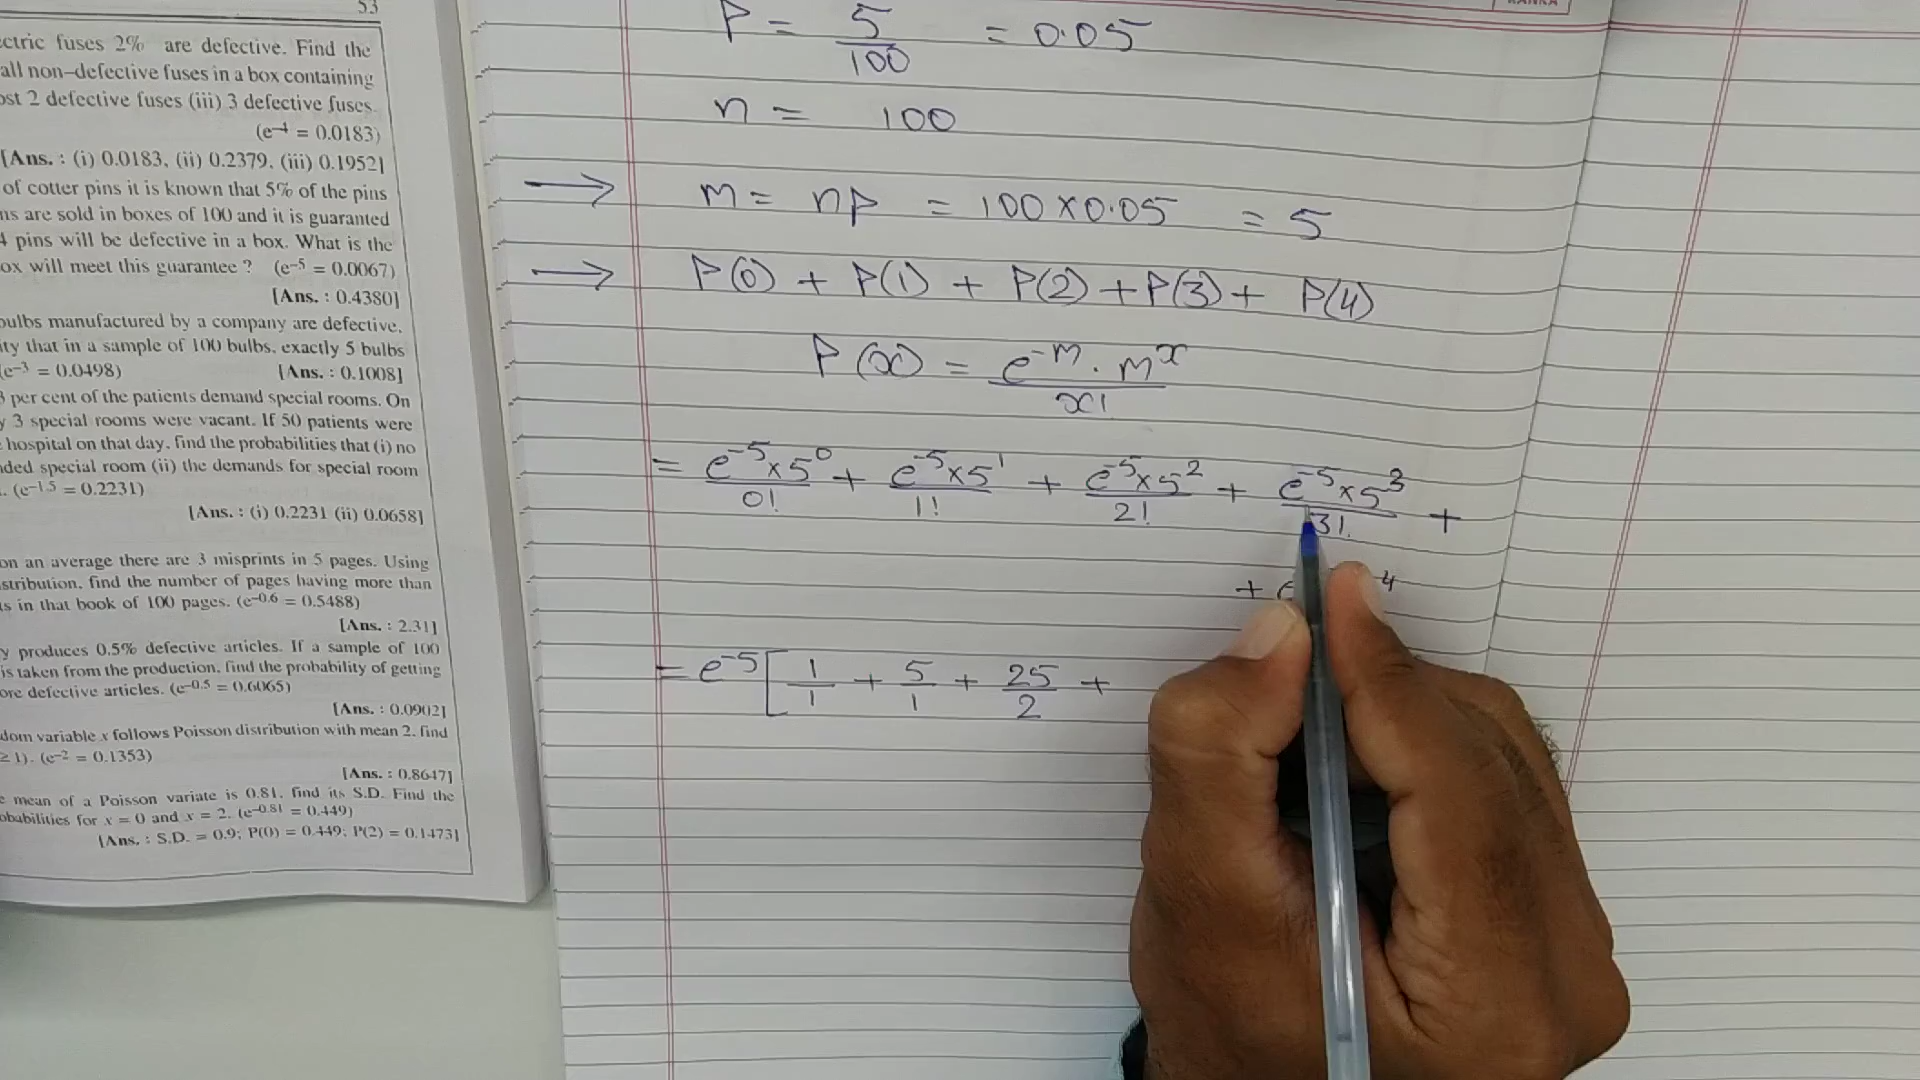 53
ctric fuses 2% are defective. Find the
all non-defective fuses in a box containing
ost 2 defective fuses (iii) 3 defective fuses.
(e⁻⁴ = 0.0183)
[Ans. : (i) 0.0183, (ii) 0.2379, (iii) 0.1952]
of cotter pins it is known that 5% of the pins
ns are sold in boxes of 100 and it is guaranted
4 pins will be defective in a box. What is the
ox will meet this guarantee ? (e⁻⁵ = 0.0067)
[Ans. : 0.4380]
bulbs manufactured by a company are defective.
ity that in a sample of 100 bulbs, exactly 5 bulbs
(e⁻³ = 0.0498) [Ans. : 0.1008]
3 per cent of the patients demand special rooms. On
y 3 special rooms were vacant. If 50 patients were
hospital on that day, find the probabilities that (i) no
nded special room (ii) the demands for special room
. (e⁻¹·⁵ = 0.2231)
[Ans. : (i) 0.2231 (ii) 0.0658]
on an average there are 3 misprints in 5 pages. Using
stribution, find the number of pages having more than
ts in that book of 100 pages. (e⁻⁰·⁶ = 0.5488)
[Ans. : 2.31]
y produces 0.5% defective articles. If a sample of 100
is taken from the production, find the probability of getting
ore defective articles. (e⁻⁰·⁵ = 0.6065)
[Ans. : 0.0902]
dom variable x follows Poisson distribution with mean 2, find
≥ 1). (e⁻² = 0.1353)
[Ans. : 0.8647]
e mean of a Poisson variate is 0.81, find its S.D. Find the
obabilities for x = 0 and x = 2. (e⁻⁰·⁸¹ = 0.449)
[Ans. : S.D. = 0.9; P(0) = 0.449; P(2) = 0.1473]
P = 5/100 = 0.05
n = 100
→ m = np = 100 × 0.05 = 5
→ P(0) + P(1) + P(2) + P(3) + P(4)
P(x) = e⁻ᵐ · mˣ / x!
= e⁻⁵×5⁰/0! + e⁻⁵×5¹/1! + e⁻⁵×5²/2! + e⁻⁵×5³/3! +
+ e 4
= e⁻⁵ [ 1/1 + 5/1 + 25/2 +